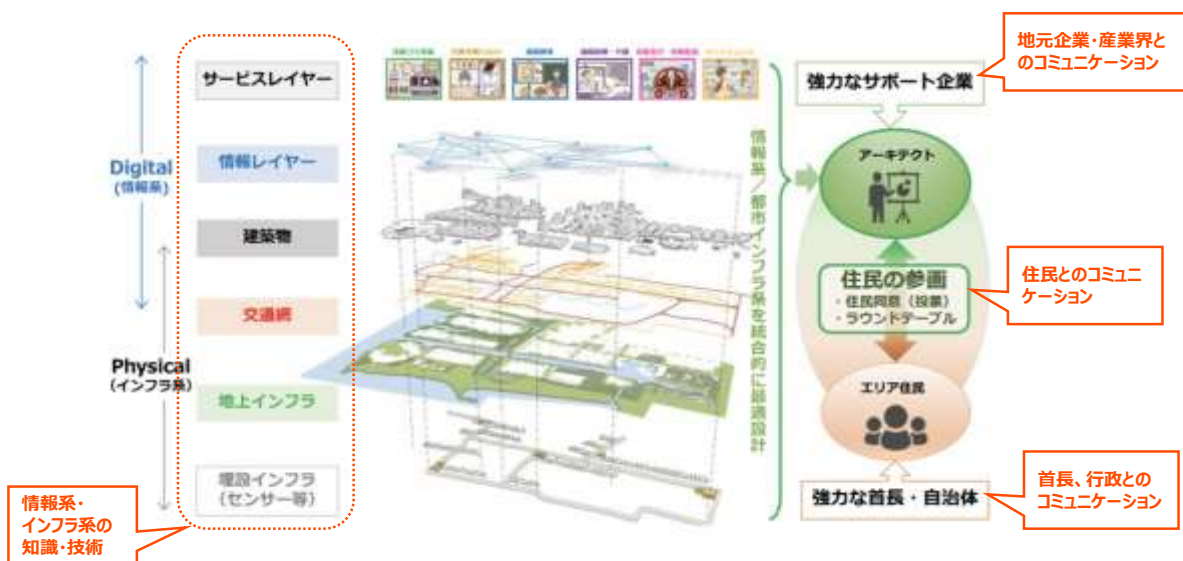 サービスレイヤー
Digital
(情報系)
情報レイヤー
建築物
交通網
Physical
(インフラ系)
地上インフラ
埋設インフラ
(センサー等)
情報系・
インフラ系の
知識・技術
情報系/都市インフラ系を統合的に最適設計
強力なサポート企業
アーキテクト
住民の参画
・住民同意(投票)
・ラウンドテーブル
エリア住民
強力な首長・自治体
地元企業・産業界と
のコミュニケーション
住民とのコミュニ
ケーション
首長、行政との
コミュニケーション